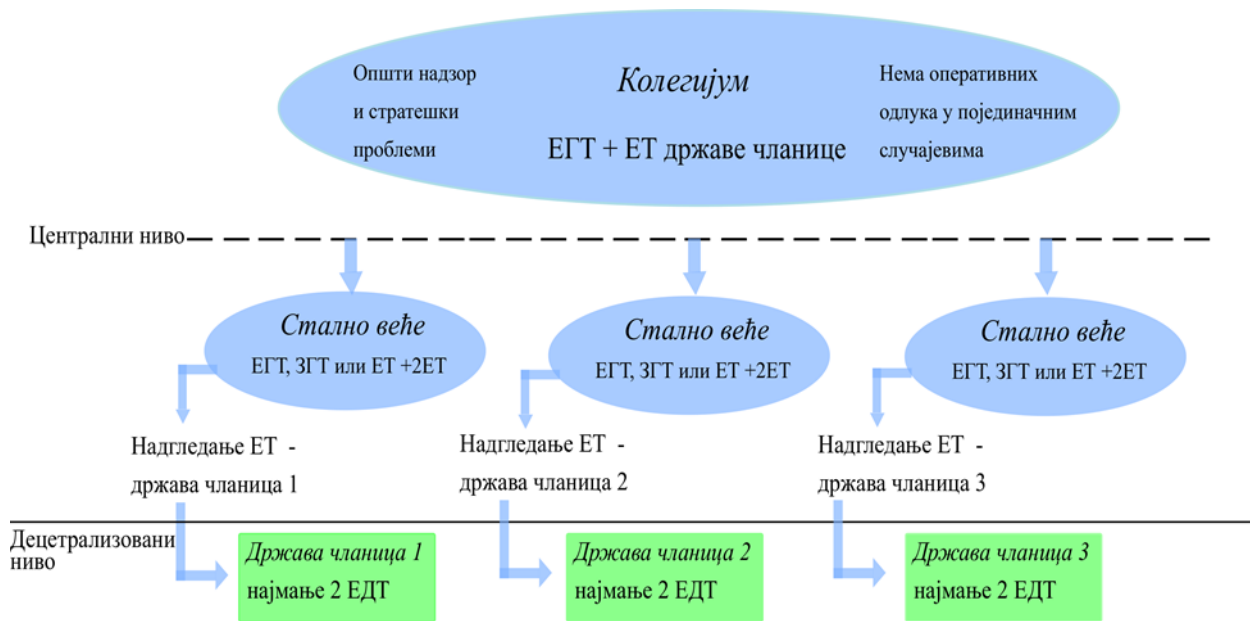 Општи надзор
и стратешки
проблеми
Колегијум
ЕГТ + ЕТ државе чланице
Нема оперативних
одлука у појединачним
случајевима
Централни ниво
Стално веће
ЕГТ, ЗГТ или ЕТ +2ЕТ
Стално веће
ЕГТ, ЗГТ или ЕТ +2ЕТ
Стално веће
ЕГТ, ЗГТ или ЕТ +2ЕТ
Надгледање ЕТ -
држава чланица 1
Надгледање ЕТ -
држава чланица 2
Надгледање ЕТ -
држава чланица 3
Децетрализовани
ниво
Држава чланица 1
најмање 2 ЕДТ
Држава чланица 2
најмање 2 ЕДТ
Држава чланица 3
најмање 2 ЕДТ